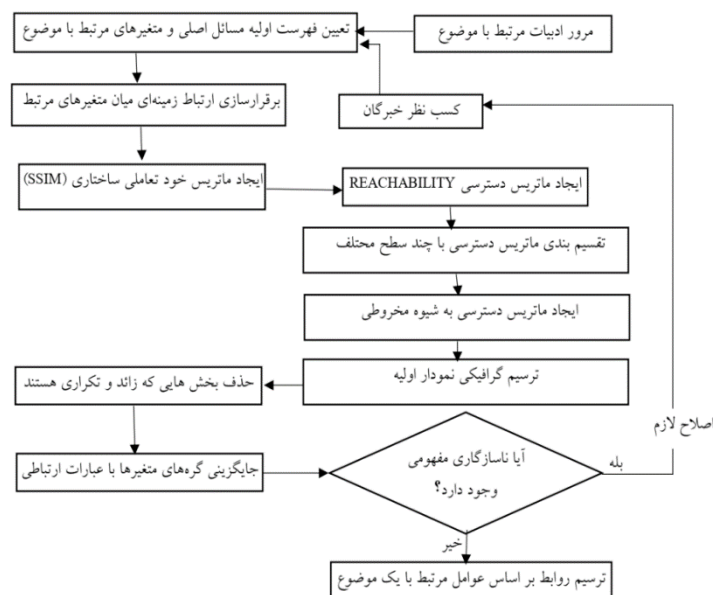 مرور ادبیات مرتبط با موضوع
تعیین فهرست اولیه مسائل اصلی و متغیرهای مرتبط با موضوع
کسب نظر خبرگان
برقرارسازی ارتباط زمینه‌ای میان متغیرهای مرتبط
ایجاد ماتریس خود تعاملی ساختاری (SSIM)
ایجاد ماتریس دسترسی REACHABILITY
تقسیم بندی ماتریس دسترسی با چند سطح مختلف
ایجاد ماتریس دسترسی به شیوه مخروطی
ترسیم گرافیکی نمودار اولیه
حذف بخش هایی که زائد و تکراری هستند
جایگزینی گره‌های متغیرها با عبارات ارتباطی
آیا ناسازگاری مفهومی
وجود دارد؟
بله
اصلاح لازم
خیر
ترسیم روابط بر اساس عوامل مرتبط با یک موضوع